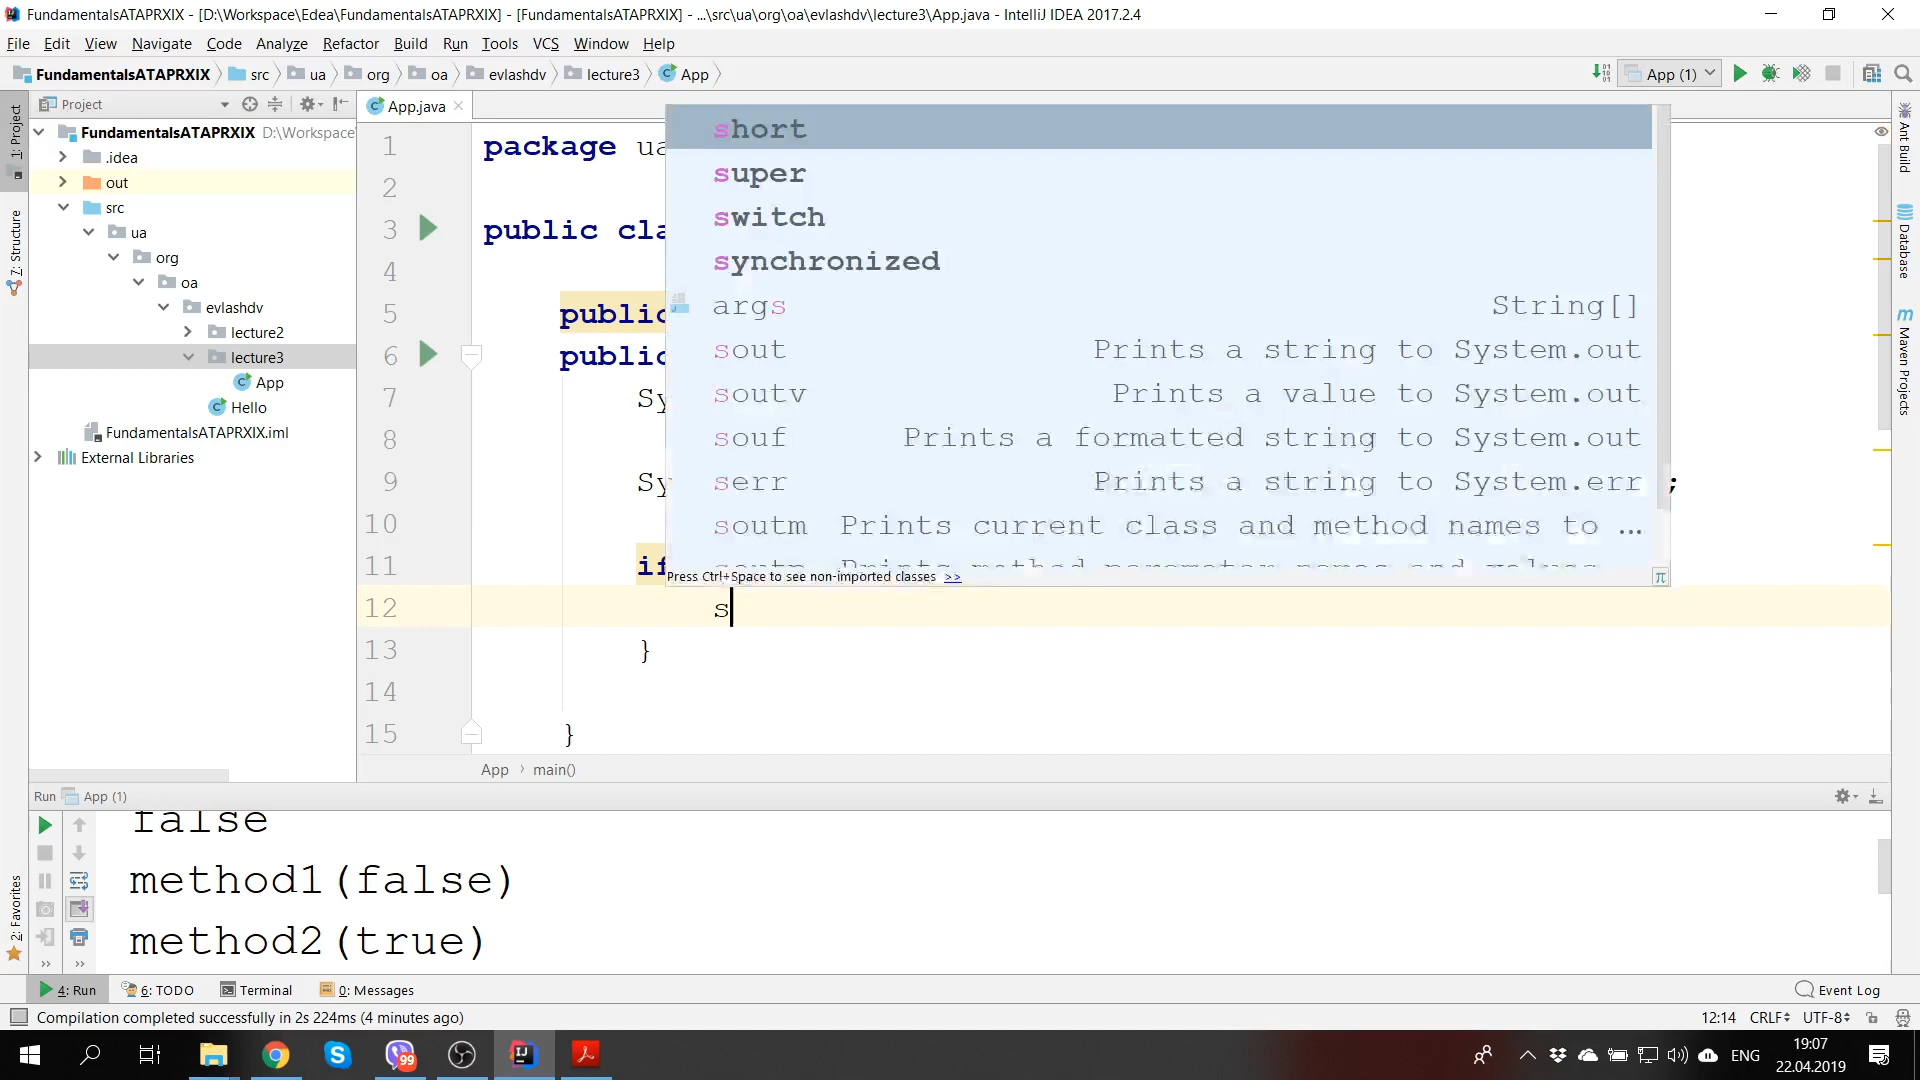 FundamentalsATAPRXIX - [D:\Workspace\Edea\FundamentalsATAPRXIX] - [FundamentalsATAPRXIX] - ...\src\ua\org\oa\evlashdv\lecture3\App.java - IntelliJ IDEA 2017.2.4
File Edit View Navigate Code Analyze Refactor Build Run Tools VCS Window Help
FundamentalsATAPRXIX src ua org oa evlashdv lecture3 App App (1)
Project
App.java
FundamentalsATAPRXIX D:\Workspace
.idea
out
src
ua
org
oa
evlashdv
lecture2
lecture3
App
Hello
FundamentalsATAPRXIX.iml
External Libraries
1: Project
7: Structure
2: Favorites
1 package ua
2
3 public cla
4
5 public
6 public
7 Sy
8
9 Sy ;
10
11 if
12 s
13 }
14
15 }
short
super
switch
synchronized
args String[]
sout Prints a string to System.out
soutv Prints a value to System.out
souf Prints a formatted string to System.out
serr Prints a string to System.err
soutm Prints current class and method names to ...
soutp Prints method parameter names and values
Press Ctrl+Space to see non-imported classes >>
π
App › main()
Ant Build
Database
Maven Projects
Run App (1)
false
method1(false)
method2(true)
4: Run 6: TODO Terminal 0: Messages Event Log
Compilation completed successfully in 2s 224ms (4 minutes ago) 12:14 CRLF UTF-8
99
ENG
19:07
22.04.2019